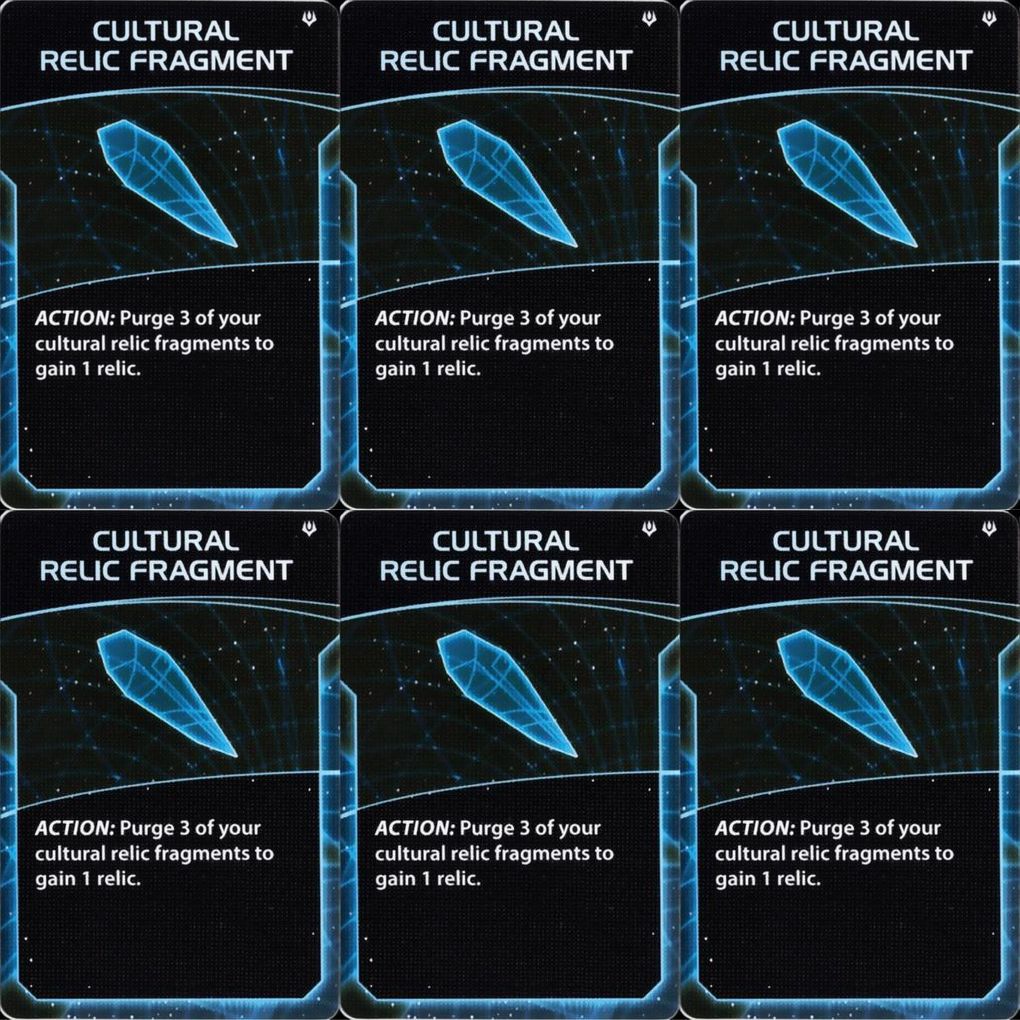 CULTURAL
RELIC FRAGMENT
ACTION: Purge 3 of your
cultural relic fragments to
gain 1 relic.
CULTURAL
RELIC FRAGMENT
ACTION: Purge 3 of your
cultural relic fragments to
gain 1 relic.
CULTURAL
RELIC FRAGMENT
ACTION: Purge 3 of your
cultural relic fragments to
gain 1 relic.
CULTURAL
RELIC FRAGMENT
ACTION: Purge 3 of your
cultural relic fragments to
gain 1 relic.
CULTURAL
RELIC FRAGMENT
ACTION: Purge 3 of your
cultural relic fragments to
gain 1 relic.
CULTURAL
RELIC FRAGMENT
ACTION: Purge 3 of your
cultural relic fragments to
gain 1 relic.